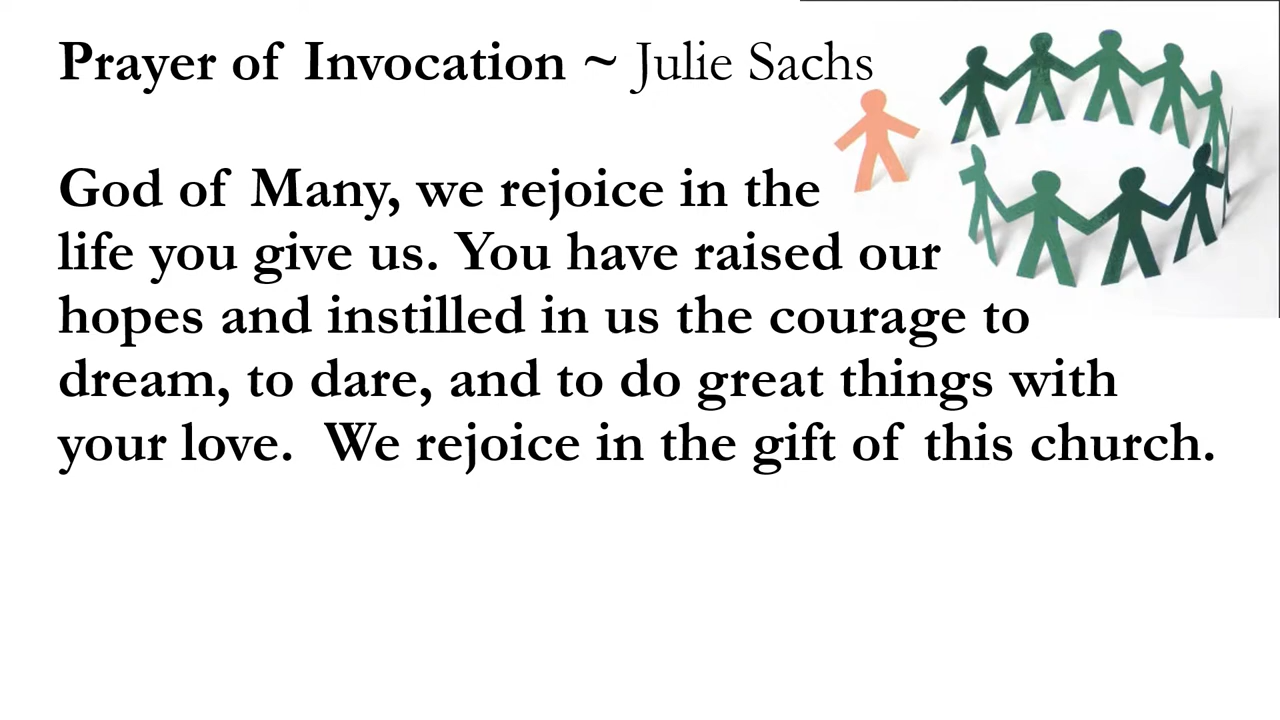 Prayer of Invocation ~ Julie Sachs
God of Many, we rejoice in the
life you give us. You have raised our
hopes and instilled in us the courage to
dream, to dare, and to do great things with
your love.  We rejoice in the gift of this church.